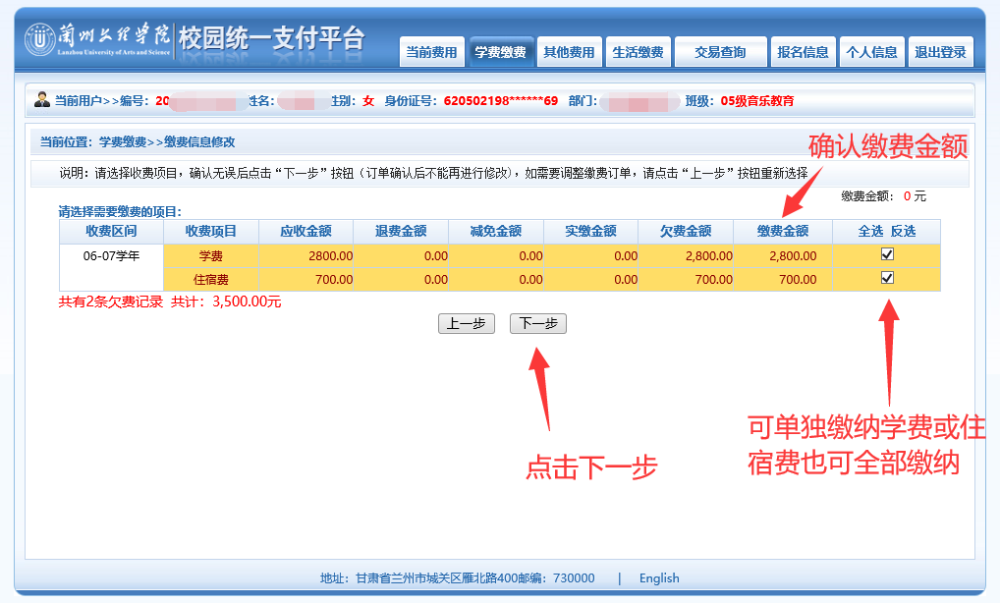 兰州文理学院 校园统一支付平台
Lanzhou University of Arts and Science
当前费用 学费缴费 其他费用 生活缴费 交易查询 报名信息 个人信息 退出登录
当前用户>>编号：20 姓名： 性别：女 身份证号：620502198******69 部门： 班级：05级音乐教育
当前位置：学费缴费>>缴费信息修改
确认缴费金额
说明：请选择收费项目，确认无误后点击“下一步”按钮（订单确认后不能再进行修改），如需要调整缴费订单，请点击“上一步”按钮重新选择
缴费金额：0 元
请选择需要缴费的项目：
收费区间 收费项目 应收金额 退费金额 减免金额 实缴金额 欠费金额 缴费金额 全选 反选
06-07学年 学费 2800.00 0.00 0.00 0.00 2,800.00 2,800.00
住宿费 700.00 0.00 0.00 0.00 700.00 700.00
共有2条欠费记录 共计：3,500.00元
上一步 下一步
可单独缴纳学费或住
宿费也可全部缴纳
点击下一步
地址：甘肃省兰州市城关区雁北路400邮编：730000 | English